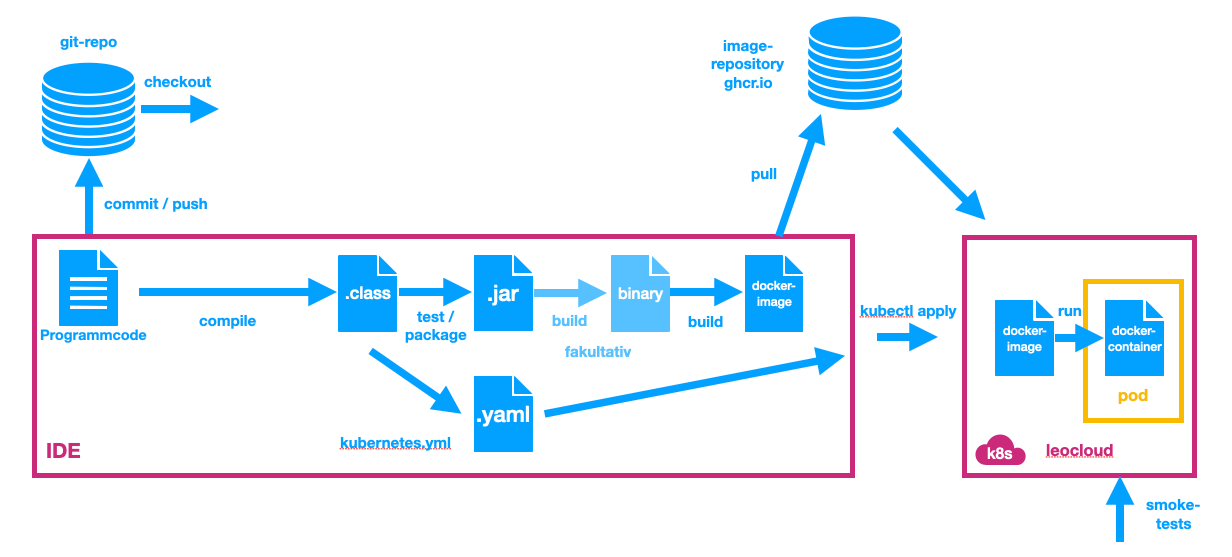 git-repo
checkout
commit / push
image-
repository
ghcr.io
pull
Programmcode
compile
.class
test /
package
.jar
build
fakultativ
binary
build
docker-
image
kubernetes.yml
.yaml
IDE
kubectl apply
docker-
image
run
docker-
container
pod
k8s
leocloud
smoke-
tests